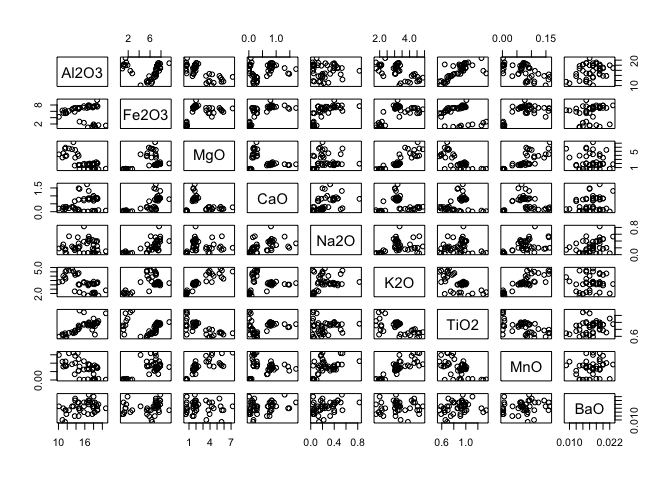 2 6 0.0 1.0 2.0 4.0 0.00 0.15
Al2O3 10 20
2 8 Fe2O3
MgO 1 5
0.0 1.5 CaO
Na2O 0.0 0.8
2.0 5.0 K2O
TiO2 0.6
0.00 MnO
BaO 0.010
10 16 1 4 7 0.0 0.4 0.8 0.6 1.0 0.010 0.022